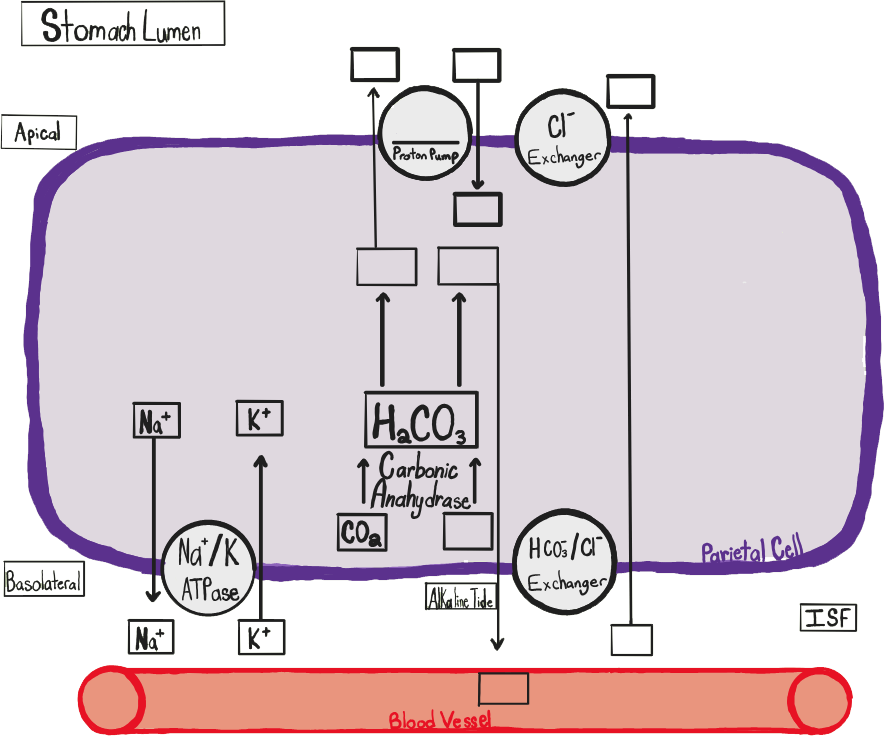 Stomach Lumen
Apical
Proton Pump
Cl⁻
Exchanger
Na⁺
K⁺
H₂CO₃
Carbonic
Anahydrase
CO₂
Na⁺/K
ATPase
HCO₃⁻/Cl⁻
Exchanger
Parietal Cell
Basolateral
Alkaline Tide
ISF
Na⁺
K⁺
Blood Vessel